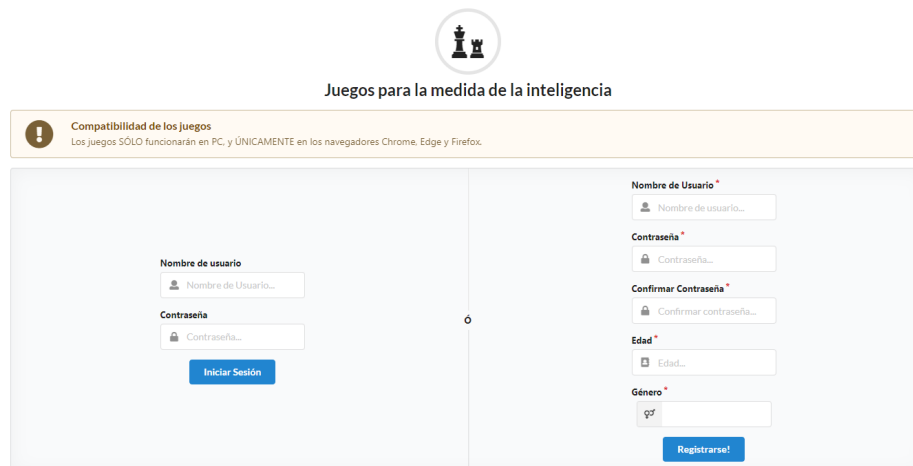 Juegos para la medida de la inteligencia
Compatibilidad de los juegos
Los juegos SÓLO funcionarán en PC, y ÚNICAMENTE en los navegadores Chrome, Edge y Firefox.
Nombre de usuario
Nombre de Usuario...
Contraseña
Contraseña...
Iniciar Sesión
Ó
Nombre de Usuario *
Nombre de usuario...
Contraseña *
Contraseña...
Confirmar Contraseña *
Confirmar contraseña...
Edad *
Edad...
Género *
Registrarse!